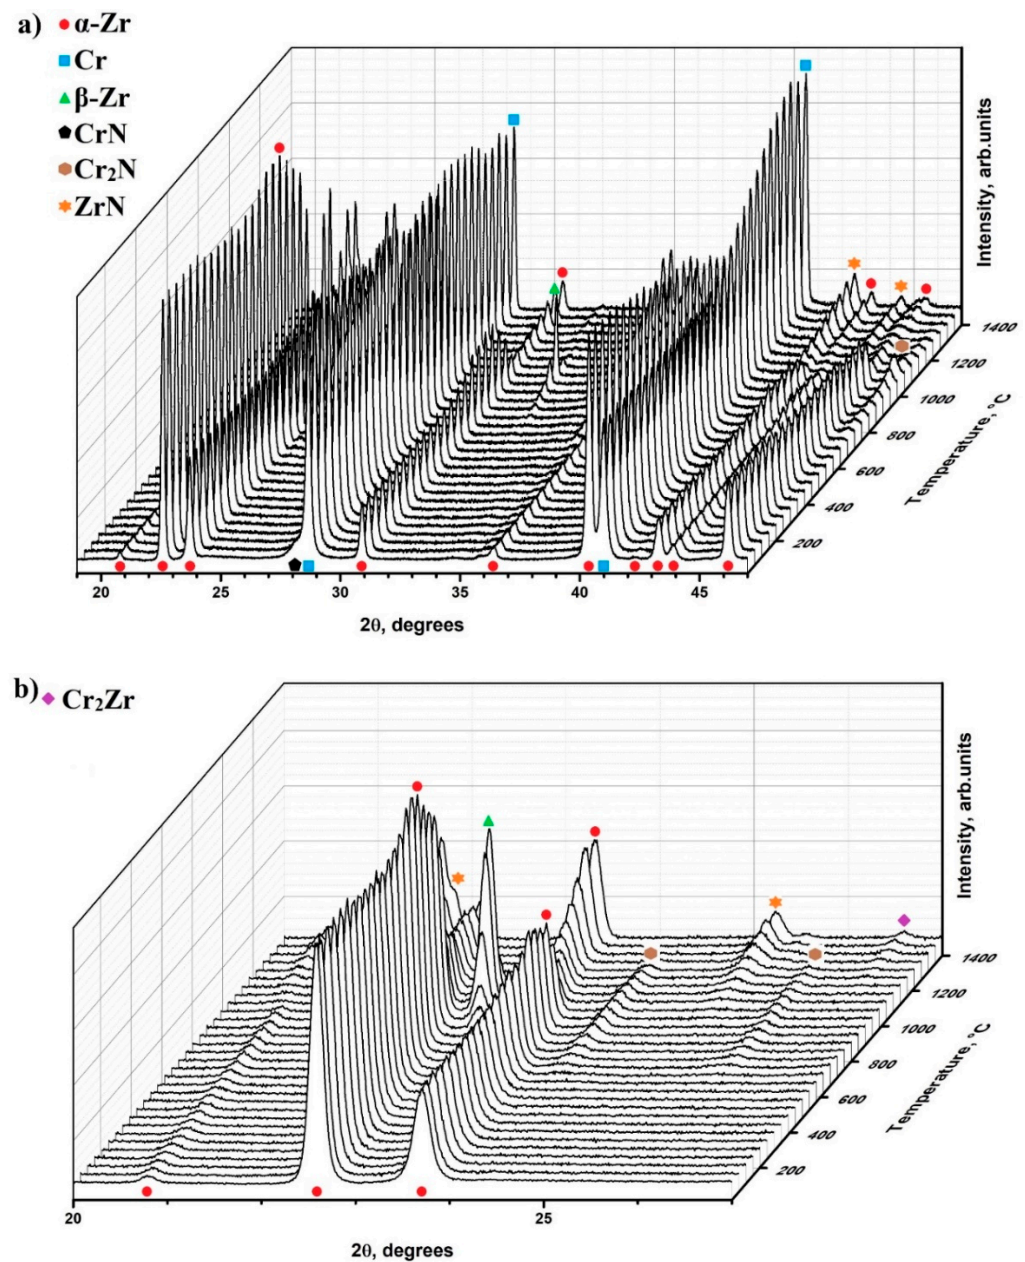 a) α-Zr
Cr
β-Zr
CrN
Cr₂N
ZrN
Intensity, arb.units
1400
1200
1000
800
600
400
200
Temperature, °C
20 25 30 35 40 45
2θ, degrees
b) Cr₂Zr
Intensity, arb.units
1400
1200
1000
800
600
400
200
Temperature, °C
20 25
2θ, degrees